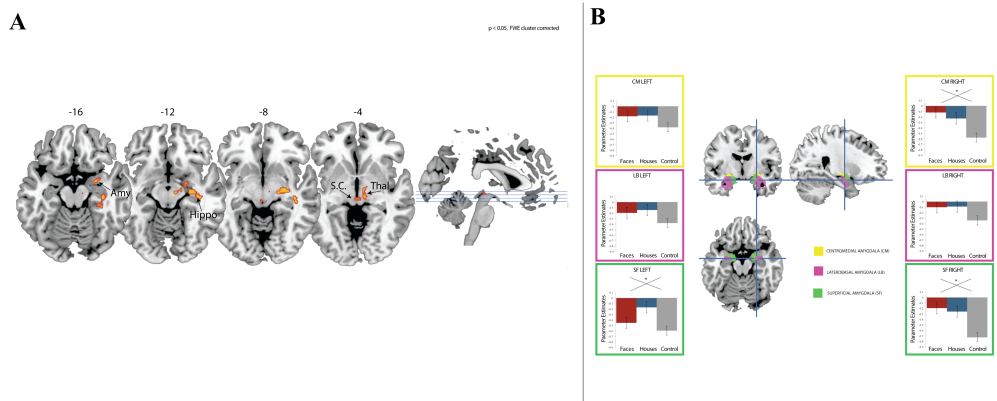 A
p < 0.05, FWE cluster corrected
-16
-12
-8
-4
Amy
Hippo
S.C.
Thal
B
CM LEFT
Parameter Estimates
Faces Houses Control
LB LEFT
Parameter Estimates
Faces Houses Control
SF LEFT
*
Parameter Estimates
Faces Houses Control
CENTROMEDIAL AMYGDALA (CM)
LATEROBASAL AMYGDALA (LB)
SUPERFICIAL AMYGDALA (SF)
CM RIGHT
*
Parameter Estimates
Faces Houses Control
LB RIGHT
Parameter Estimates
Faces Houses Control
SF RIGHT
*
Parameter Estimates
Faces Houses Control